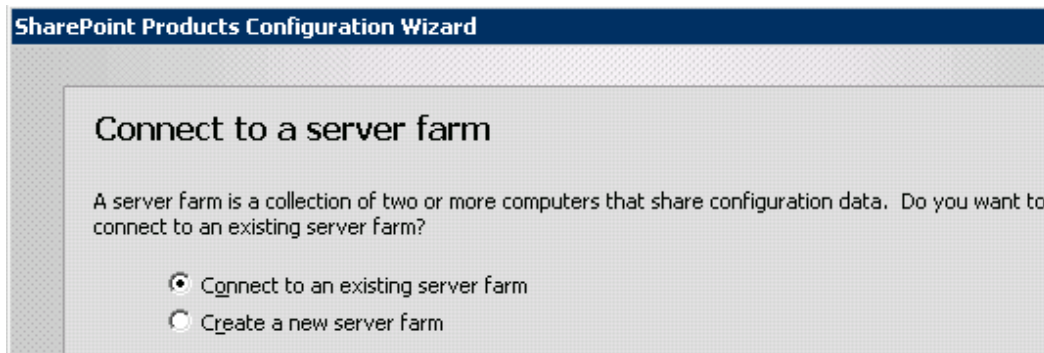 SharePoint Products Configuration Wizard
Connect to a server farm
A server farm is a collection of two or more computers that share configuration data. Do you want to
connect to an existing server farm?
Connect to an existing server farm
Create a new server farm